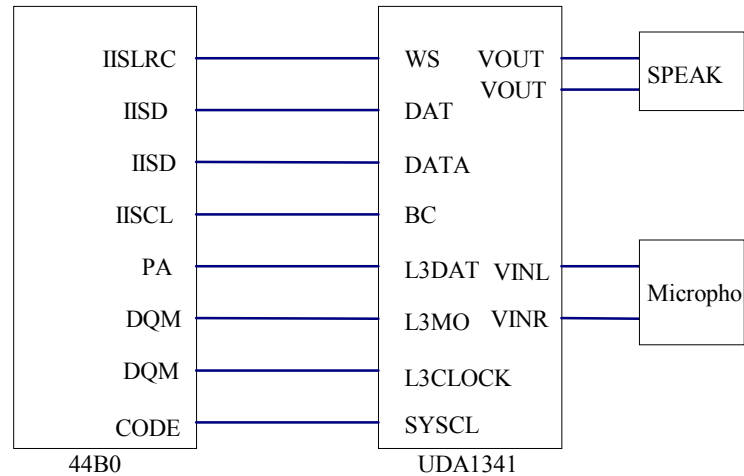 IISLRC WS VOUT
VOUT
SPEAK
IISD DAT
IISD DATA
IISCL BC
PA L3DAT VINL
Micropho
DQM L3MO VINR
DQM L3CLOCK
CODE SYSCL
44B0 UDA1341